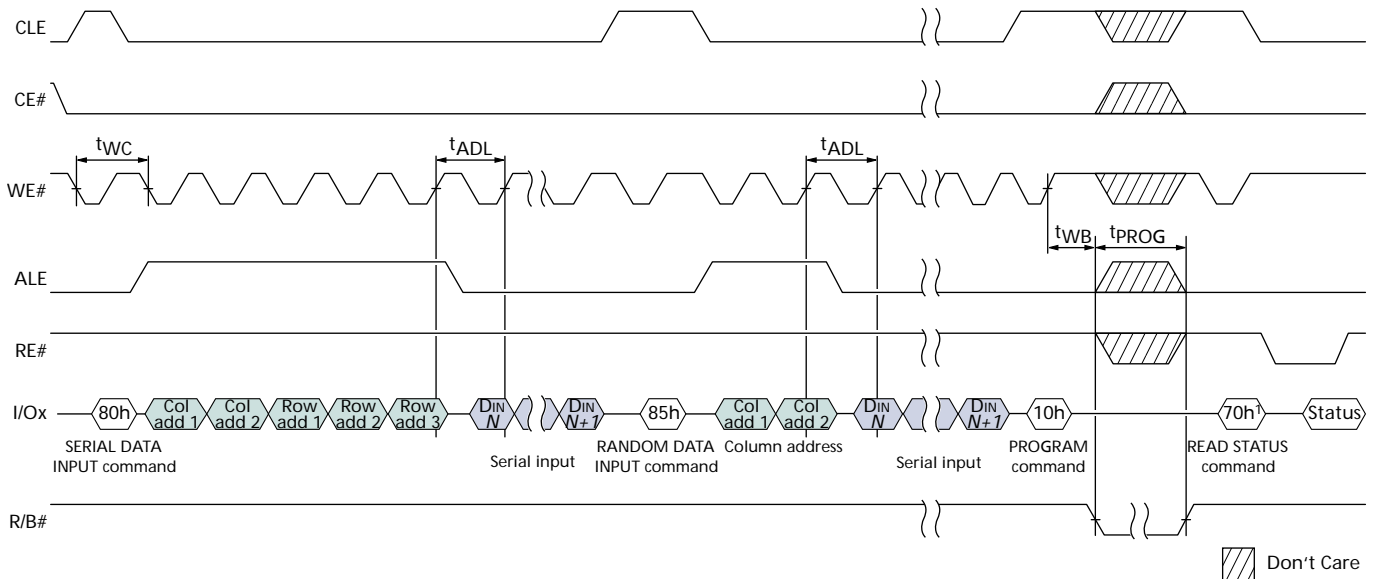 CLE
CE#
tWC
tADL
tADL
WE#
tWB
tPROG
ALE
RE#
I/Ox
80h
Col add 1
Col add 2
Row add 1
Row add 2
Row add 3
DIN N
DIN N+1
85h
Col add 1
Col add 2
DIN N
DIN N+1
10h
70h1
Status
SERIAL DATA
INPUT command
Serial input
RANDOM DATA
INPUT command
Column address
Serial input
PROGRAM
command
READ STATUS
command
R/B#
Don't Care